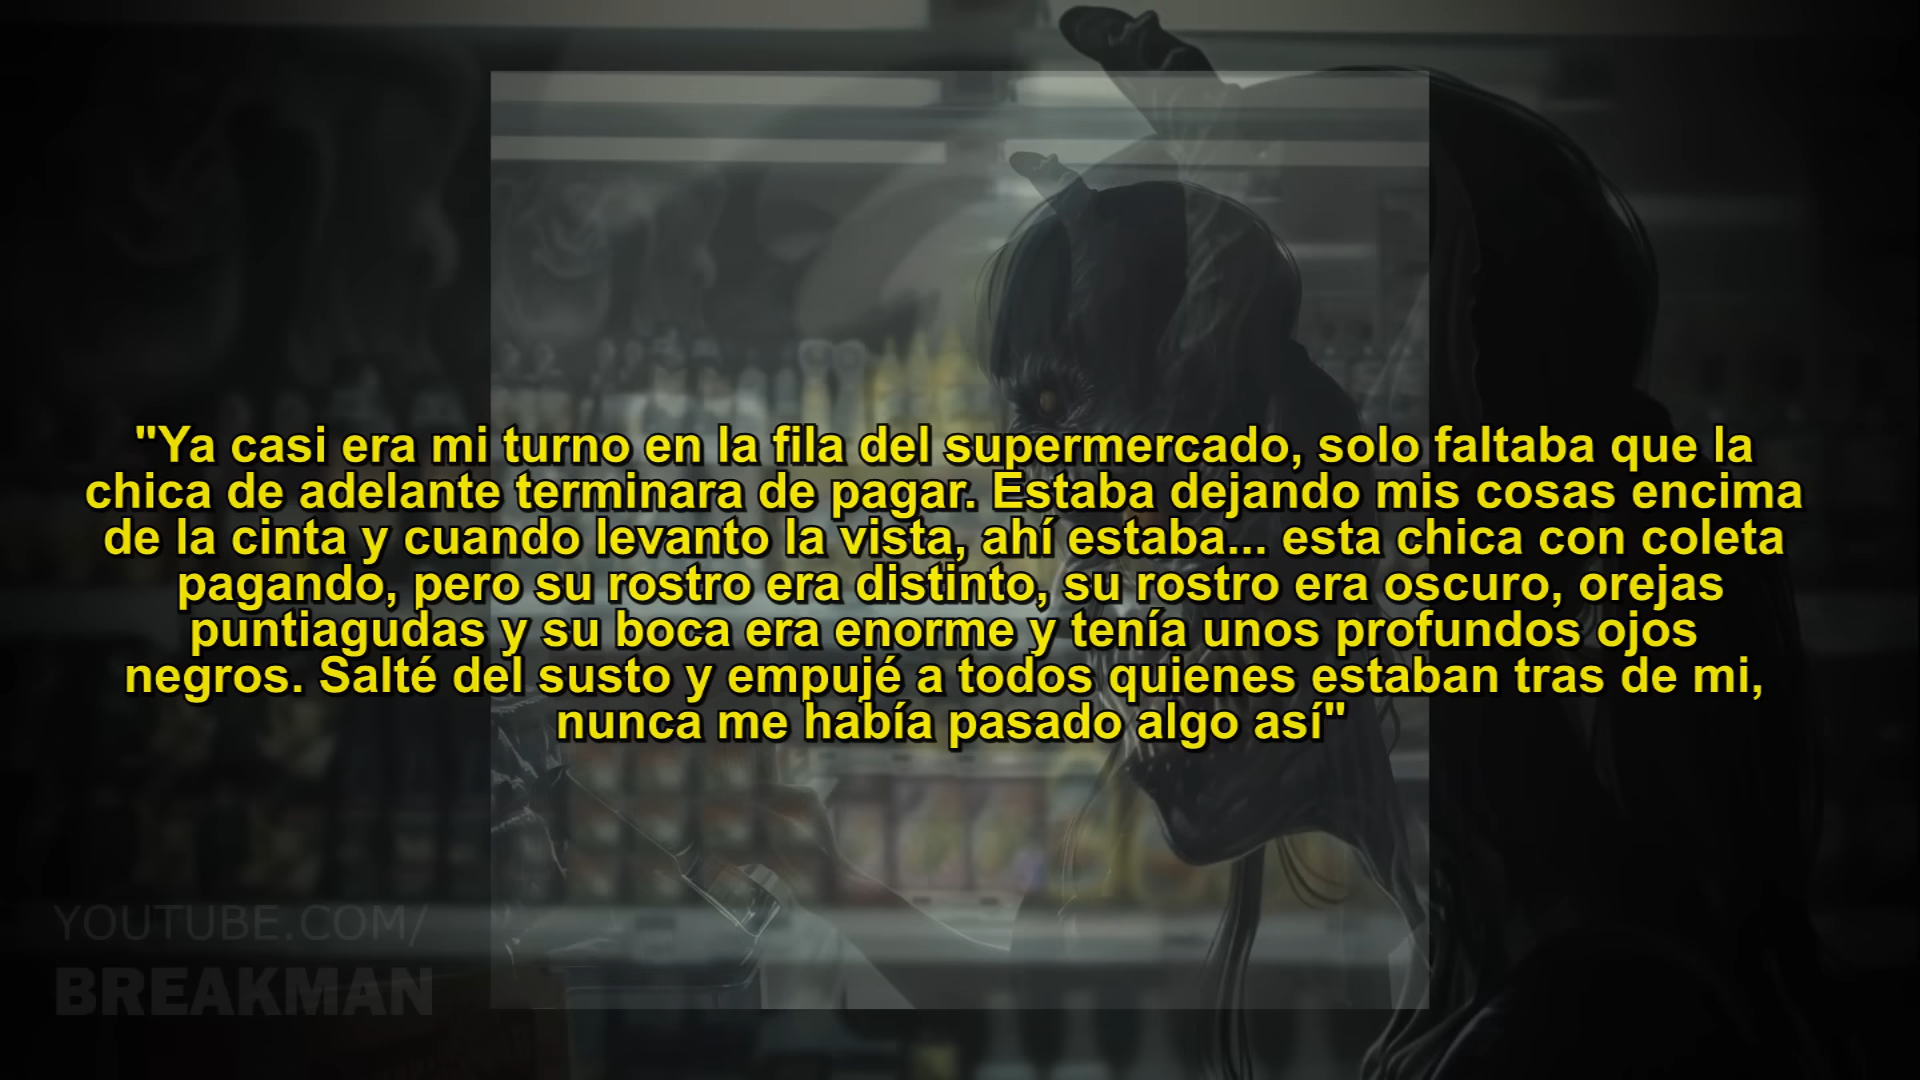 "Ya casi era mi turno en la fila del supermercado, solo faltaba que la
chica de adelante terminara de pagar. Estaba dejando mis cosas encima
de la cinta y cuando levanto la vista, ahí estaba... esta chica con coleta
pagando, pero su rostro era distinto, su rostro era oscuro, orejas
puntiagudas y su boca era enorme y tenía unos profundos ojos
negros. Salté del susto y empujé a todos quienes estaban tras de mi,
nunca me había pasado algo así"
YOUTUBE.COM/
BREAKMAN